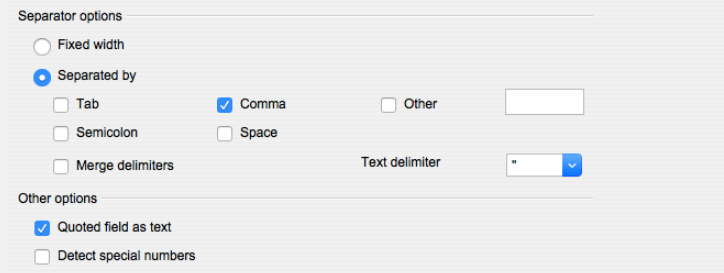 Separator options
Fixed width
Separated by
Tab Comma Other
Semicolon Space
Merge delimiters Text delimiter "
Other options
Quoted field as text
Detect special numbers